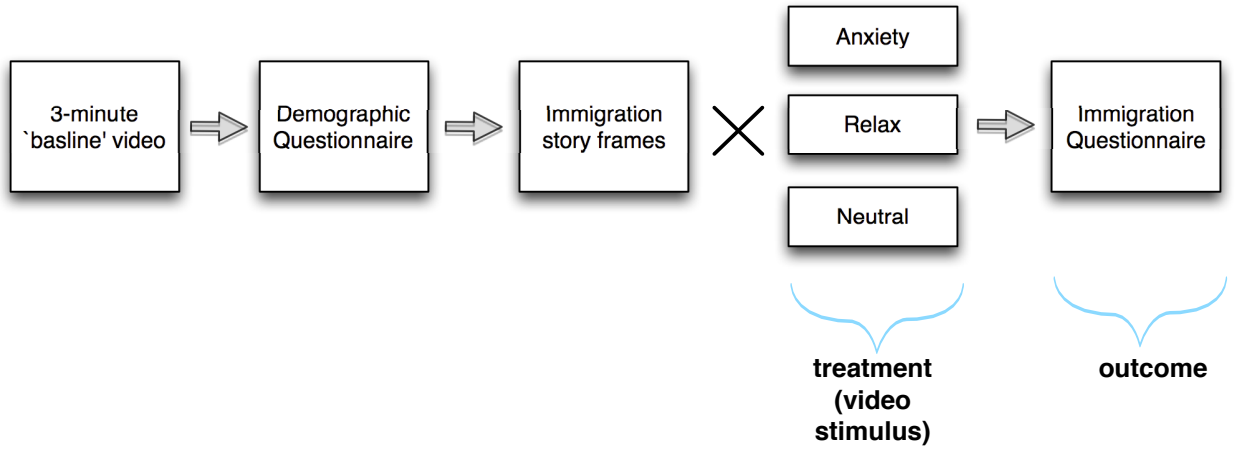 3-minute
`basline' video
Demographic
Questionnaire
Immigration
story frames
Anxiety
Relax
Neutral
Immigration
Questionnaire
treatment
(video
stimulus)
outcome